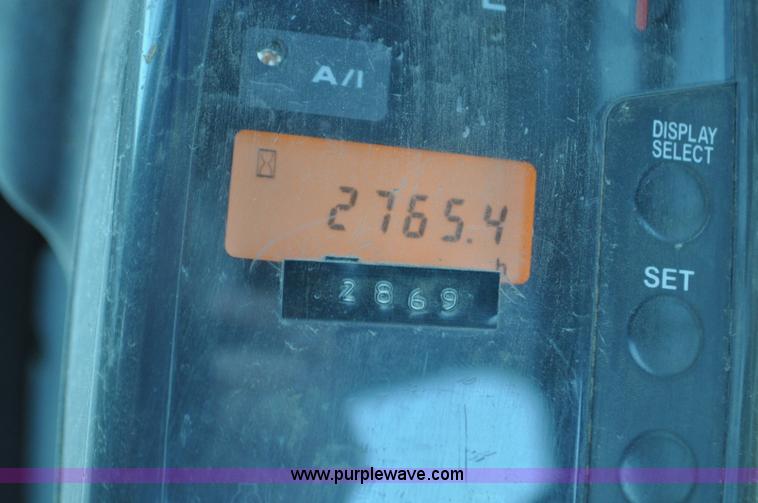 E
A/I
DISPLAY
SELECT
2765.4
h
SET
2869
www.purplewave.com